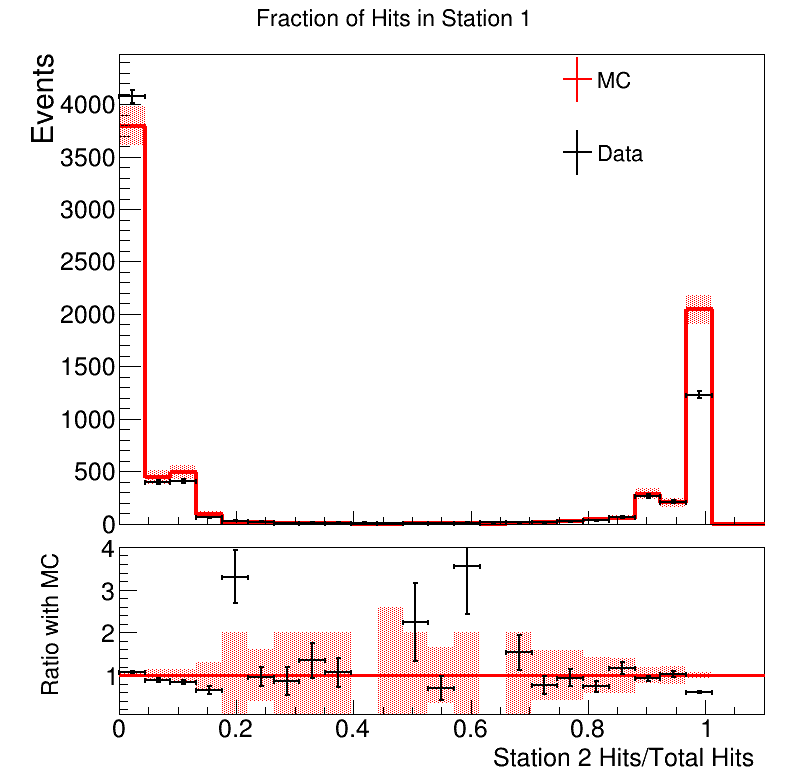 Fraction of Hits in Station 1
Events
MC
Data
4000
3500
3000
2500
2000
1500
1000
500
0
Ratio with MC
4
3
2
1
0 0.2 0.4 0.6 0.8 1
Station 2 Hits/Total Hits